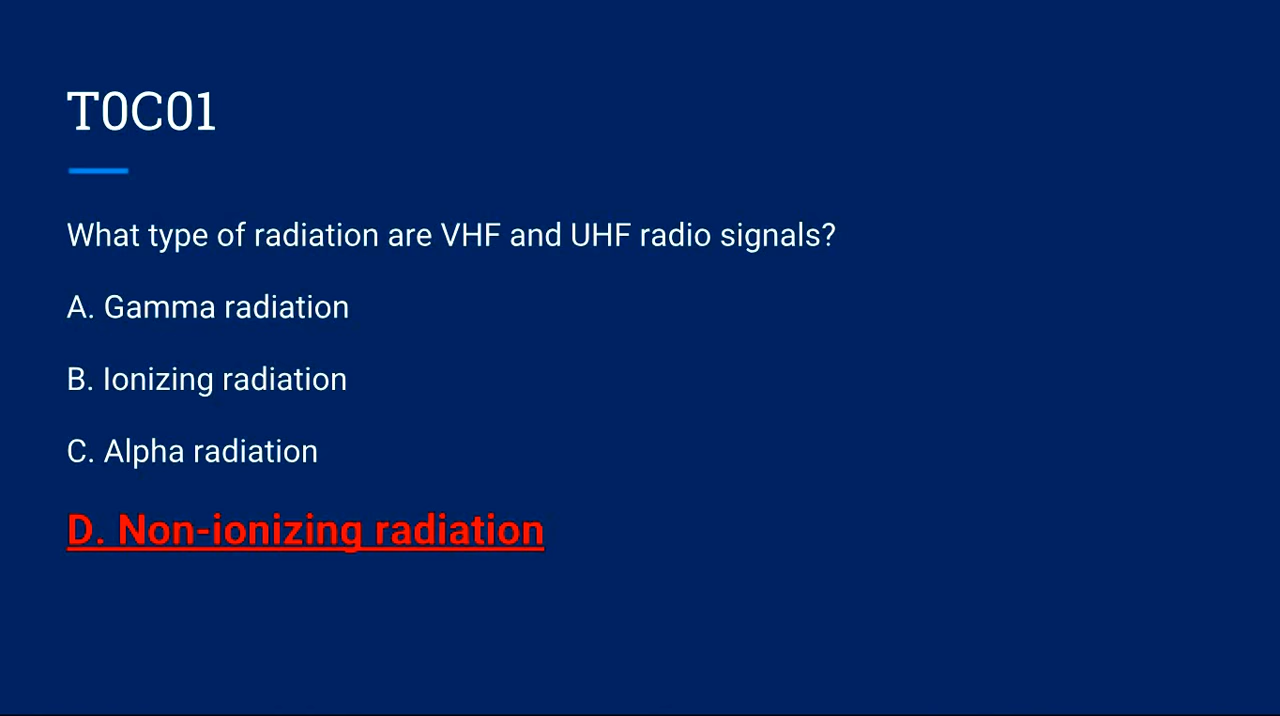 T0C01
What type of radiation are VHF and UHF radio signals?
A. Gamma radiation
B. Ionizing radiation
C. Alpha radiation
D. Non-ionizing radiation